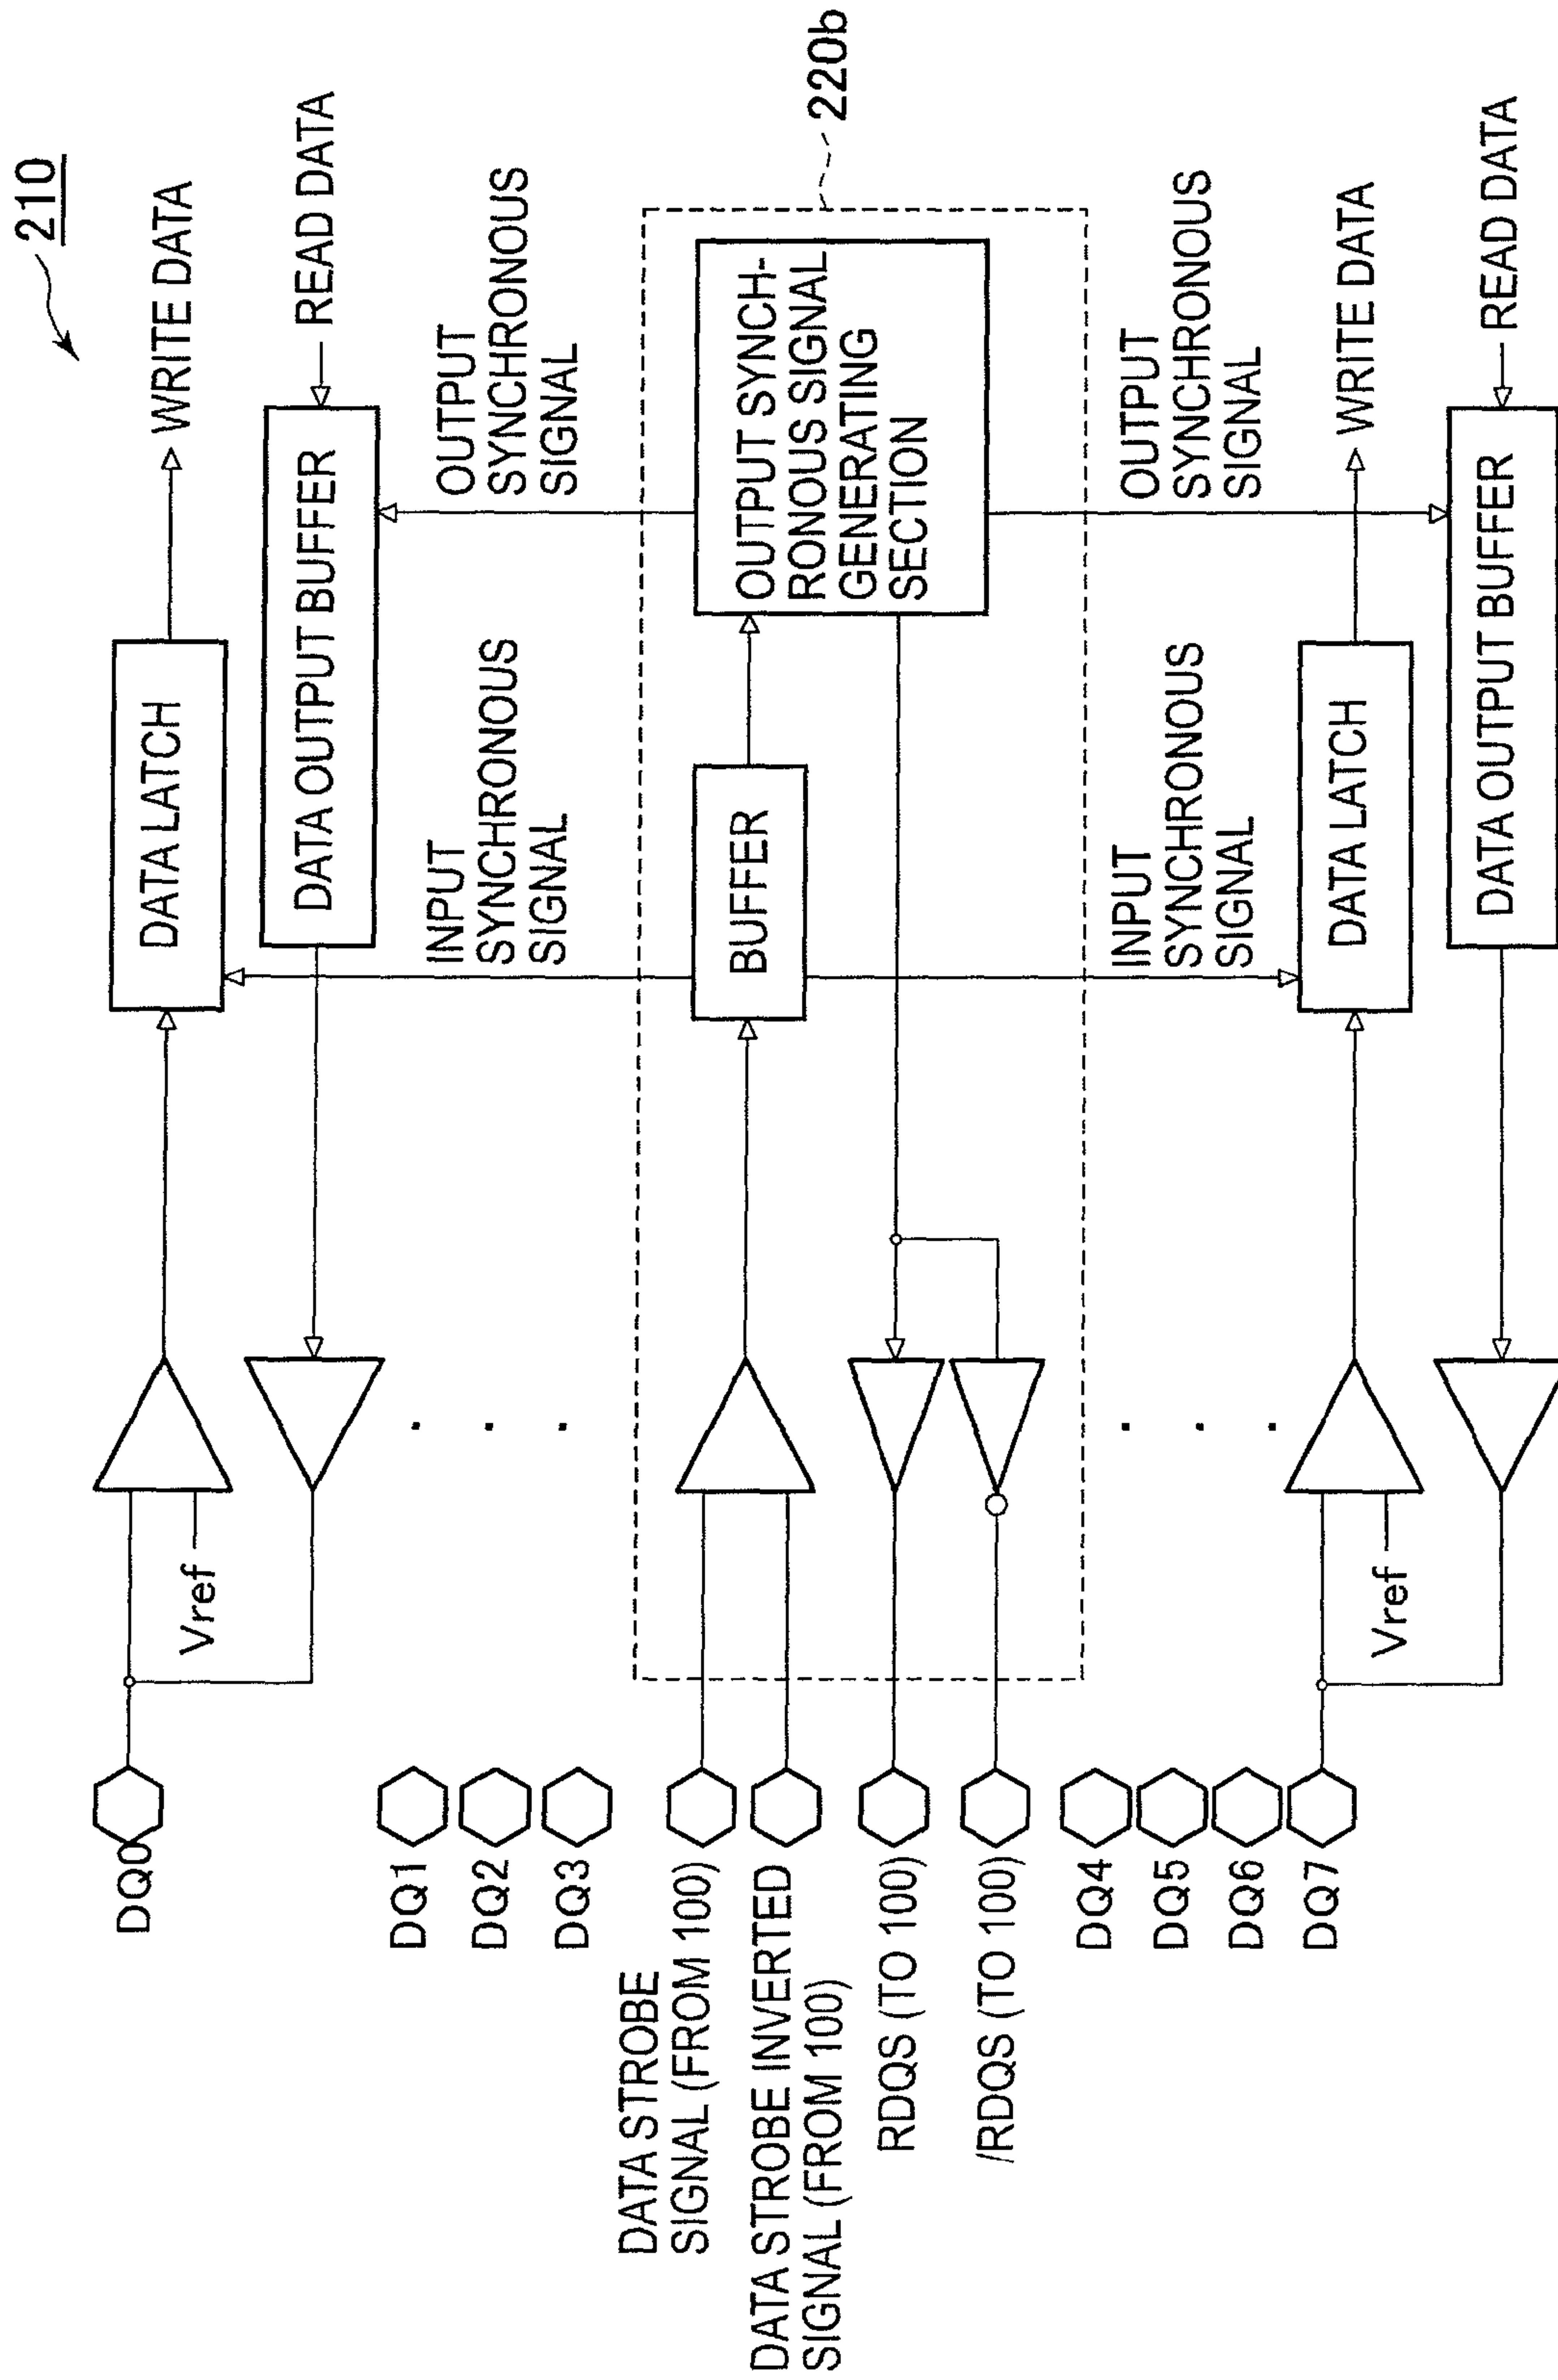 210
DQ0
Vref
DATA LATCH
WRITE DATA
DATA OUTPUT BUFFER
READ DATA
DQ1
DQ2
DQ3
INPUT
SYNCHRONOUS
SIGNAL
OUTPUT
SYNCHRONOUS
SIGNAL
DATA STROBE
SIGNAL (FROM 100)
DATA STROBE INVERTED
SIGNAL (FROM 100)
BUFFER
OUTPUT SYNCH-
RONOUS SIGNAL
GENERATING
SECTION
220b
RDQS (TO 100)
/RDQS (TO 100)
DQ4
DQ5
DQ6
DQ7
INPUT
SYNCHRONOUS
SIGNAL
OUTPUT
SYNCHRONOUS
SIGNAL
Vref
DATA LATCH
WRITE DATA
DATA OUTPUT BUFFER
READ DATA